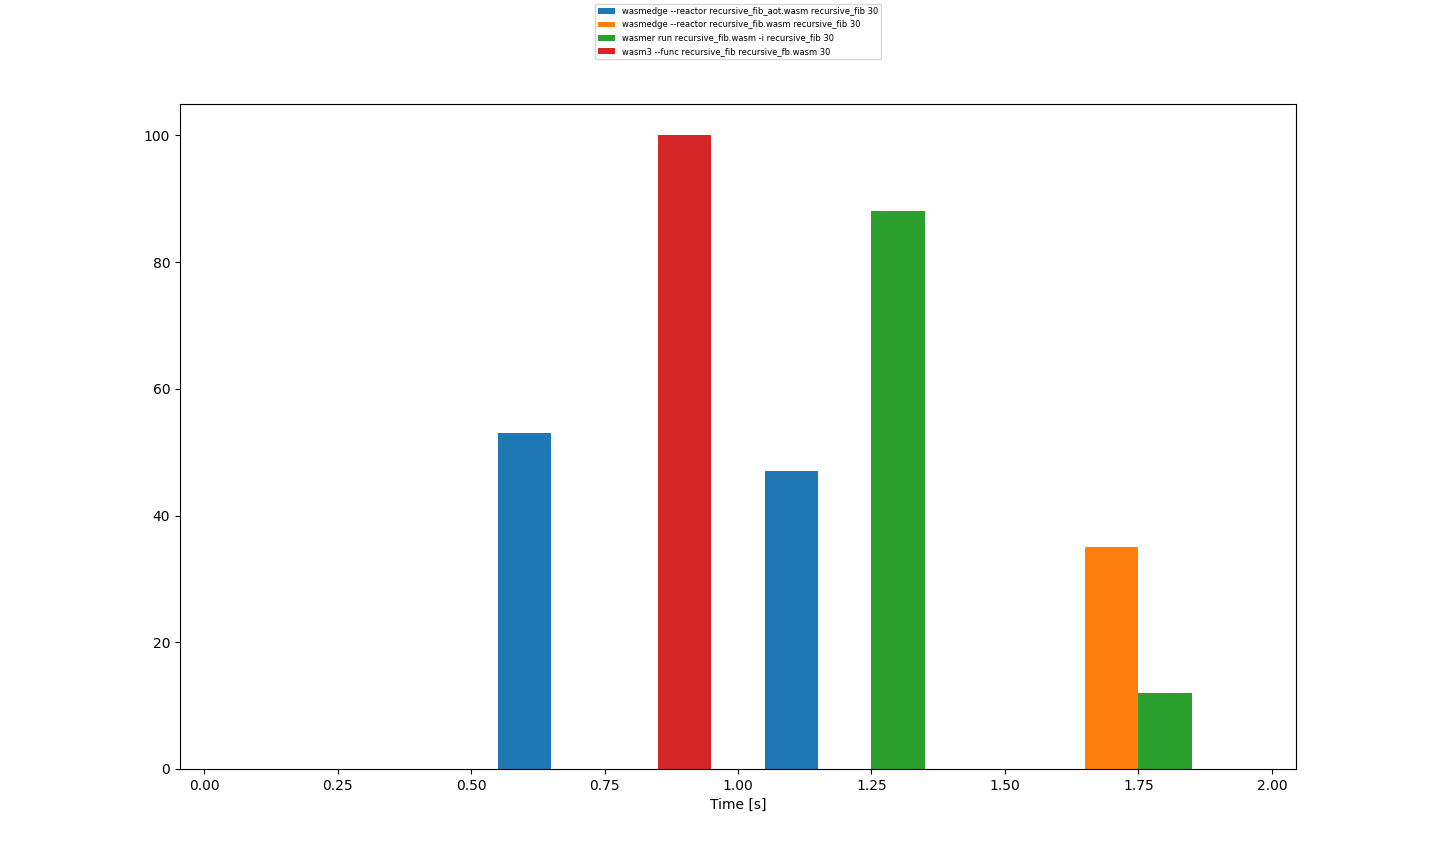 wasmedge --reactor recursive_fib_aot.wasm recursive_fib 30
wasmedge --reactor recursive_fib.wasm recursive_fib 30
wasmer run recursive_fib.wasm -i recursive_fib 30
wasm3 --func recursive_fib recursive_fb.wasm 30
100
80
60
40
20
0
0.00 0.25 0.50 0.75 1.00 1.25 1.50 1.75 2.00
Time [s]